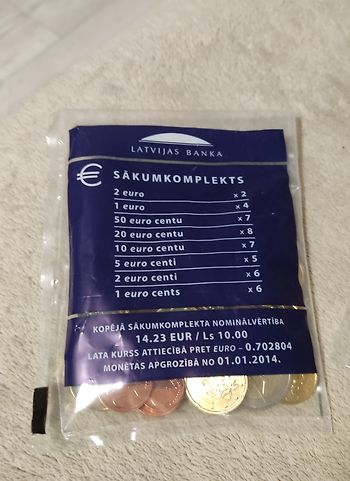 LATVIJAS BANKA
€ SĀKUMKOMPLEKTS
2 euro x 2
1 euro x 4
50 euro centu x 7
20 euro centu x 8
10 euro centu x 7
5 euro centi x 5
2 euro centi x 6
1 euro cents x 6
KOPĒJĀ SĀKUMKOMPLEKTA NOMINĀLVĒRTĪBA
14.23 EUR / Ls 10.00
LATA KURSS ATTIECĪBĀ PRET EURO – 0.702804
MONĒTAS APGROZĪBĀ NO 01.01.2014.